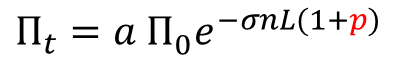 Π_t = a Π_0 e^{−σnL(1+p)}